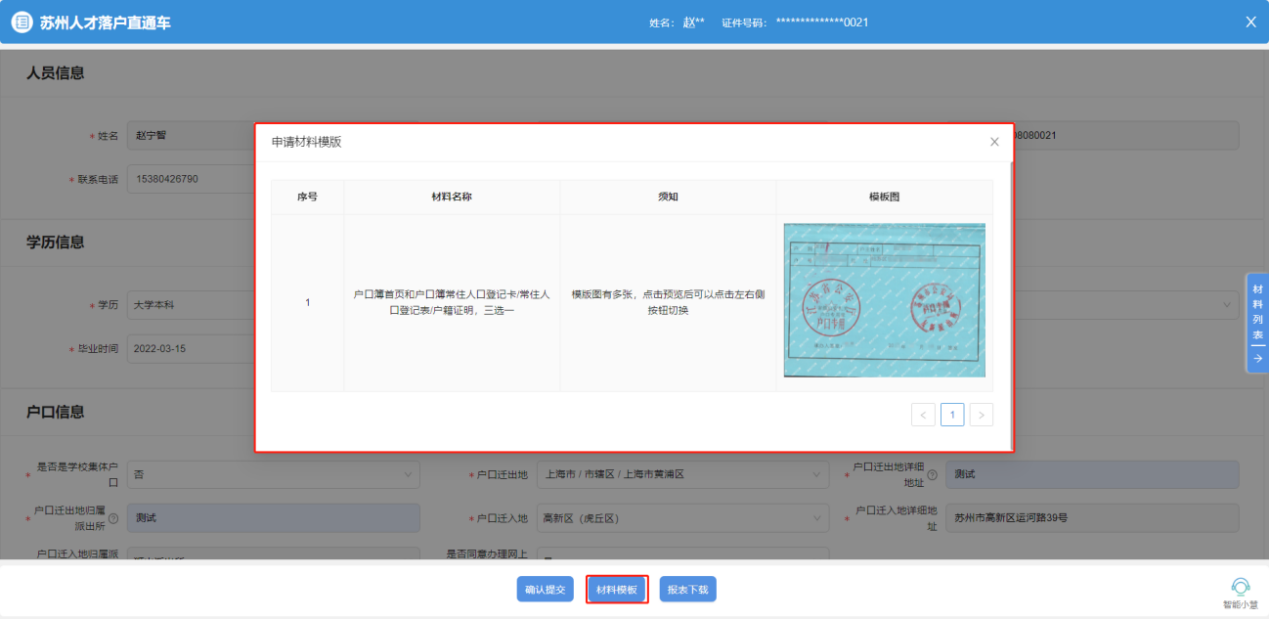 苏州人才落户直通车
姓名: 赵** 证件号码: **************0021
人员信息
* 姓名 赵宁智
08080021
* 联系电话 15380426790
申请材料模版
序号 材料名称 须知 模板图
1
户口簿首页和户口簿常住人口登记卡/常住人
口登记表/户籍证明，三选一
模版图有多张，点击预览后可以点击左右侧
按钮切换
< 1 >
学历信息
* 学历 大学本科
* 毕业时间 2022-03-15
材料列表
户口信息
* 是否是学校集体户
口
否
* 户口迁出地 上海市 / 市辖区 / 上海市黄浦区
* 户口迁出地详细
地址
测试
* 户口迁出地归属
派出所
测试
* 户口迁入地 高新区（虎丘区）
* 户口迁入地详细地
址
苏州市高新区运河路39号
户口迁入地归属派
是否同意办理网上
确认提交 材料模板 报表下载
智能小慧